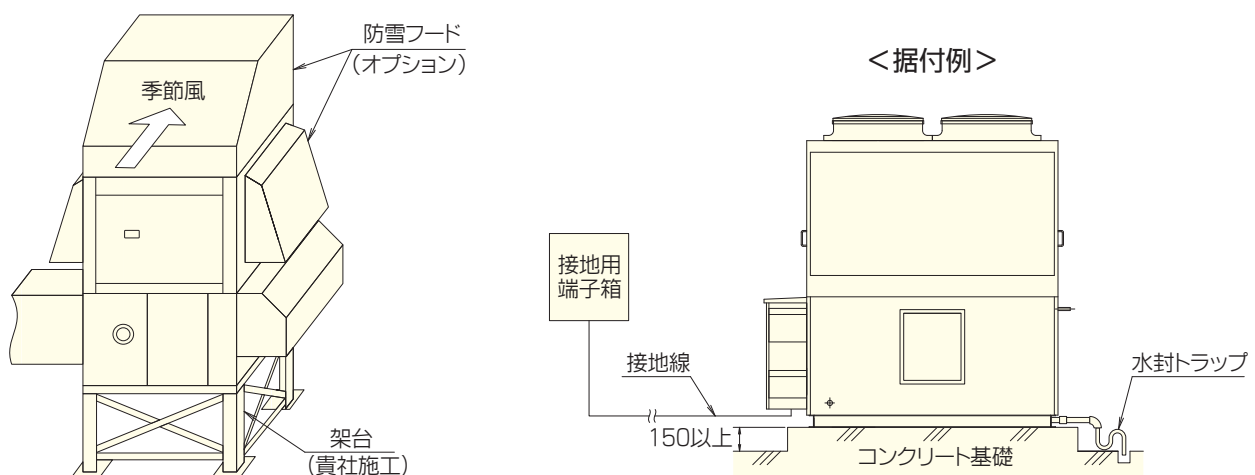 防雪フード
(オプション)
季節風
架台
(貴社施工)
<据付例>
接地用
端子箱
接地線
水封トラップ
150以上
コンクリート基礎